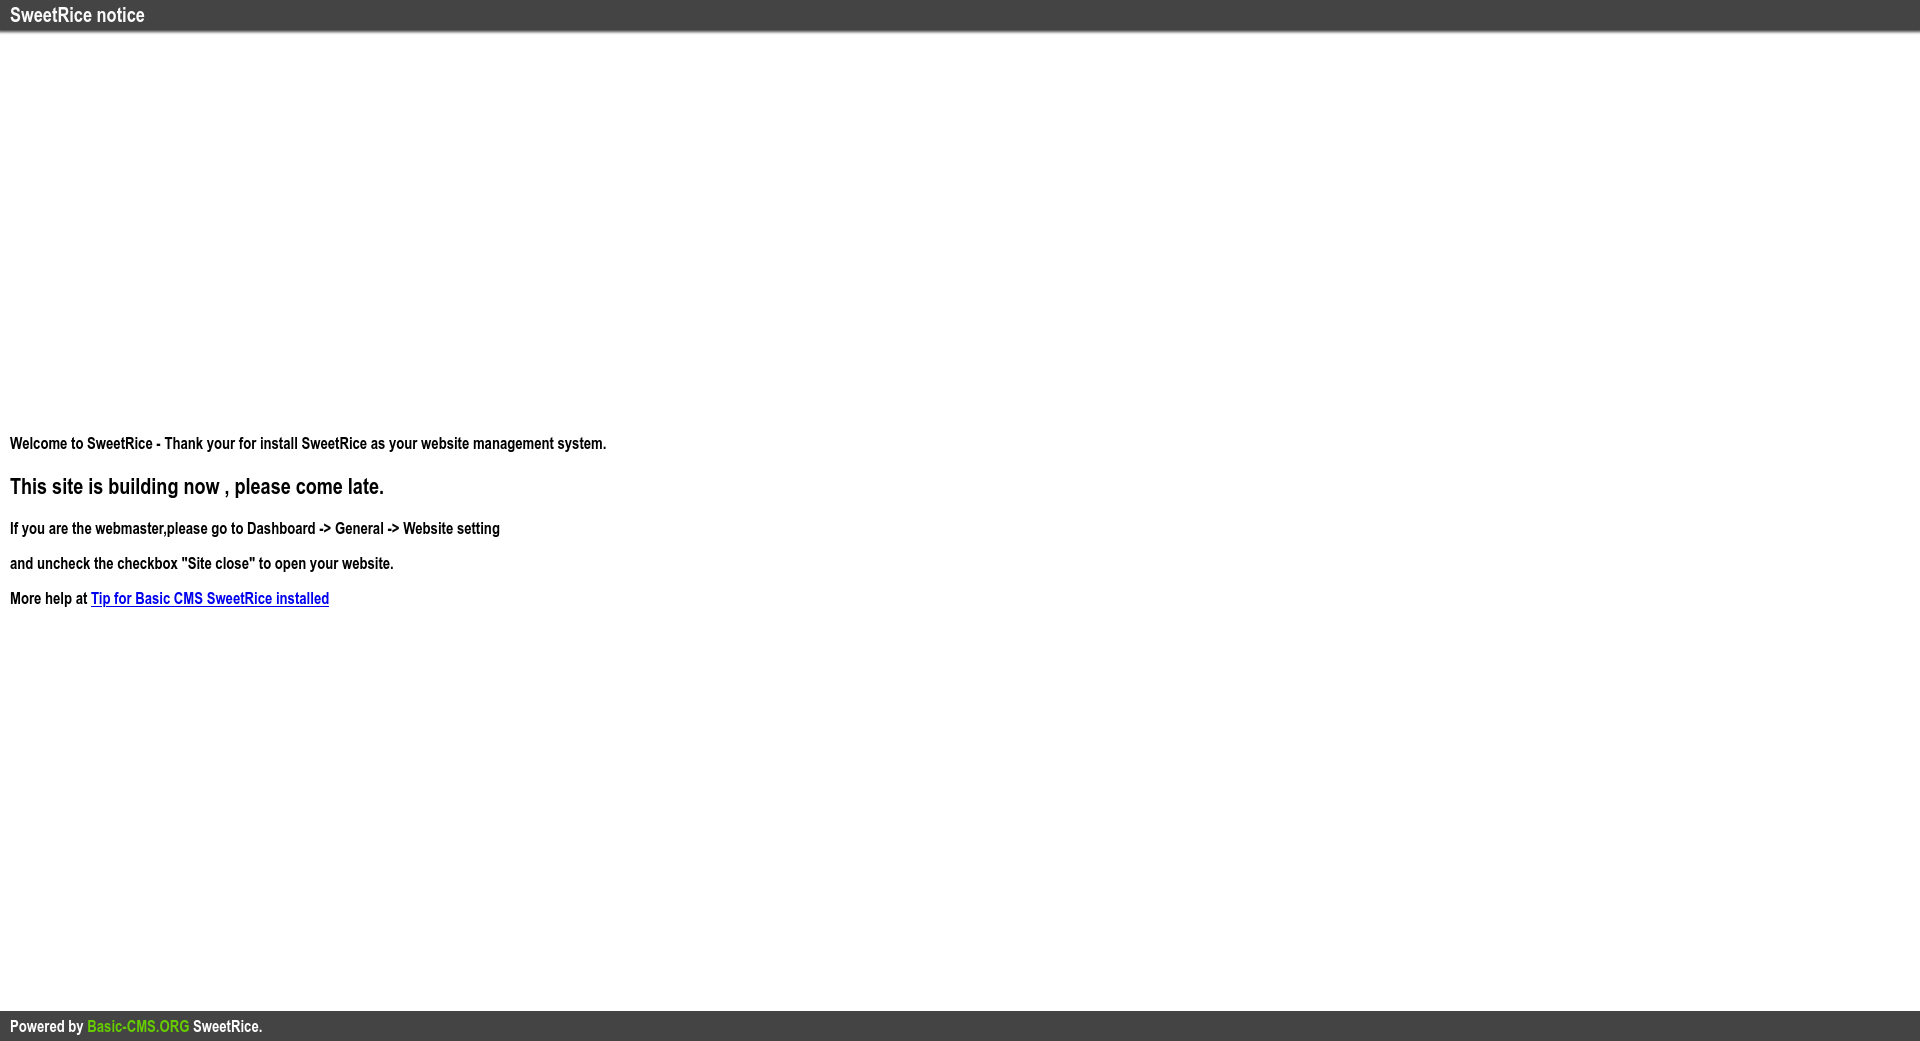 SweetRice notice
Welcome to SweetRice - Thank your for install SweetRice as your website management system.
This site is building now , please come late.
If you are the webmaster,please go to Dashboard -> General -> Website setting
and uncheck the checkbox "Site close" to open your website.
More help at Tip for Basic CMS SweetRice installed
Powered by Basic-CMS.ORG SweetRice.